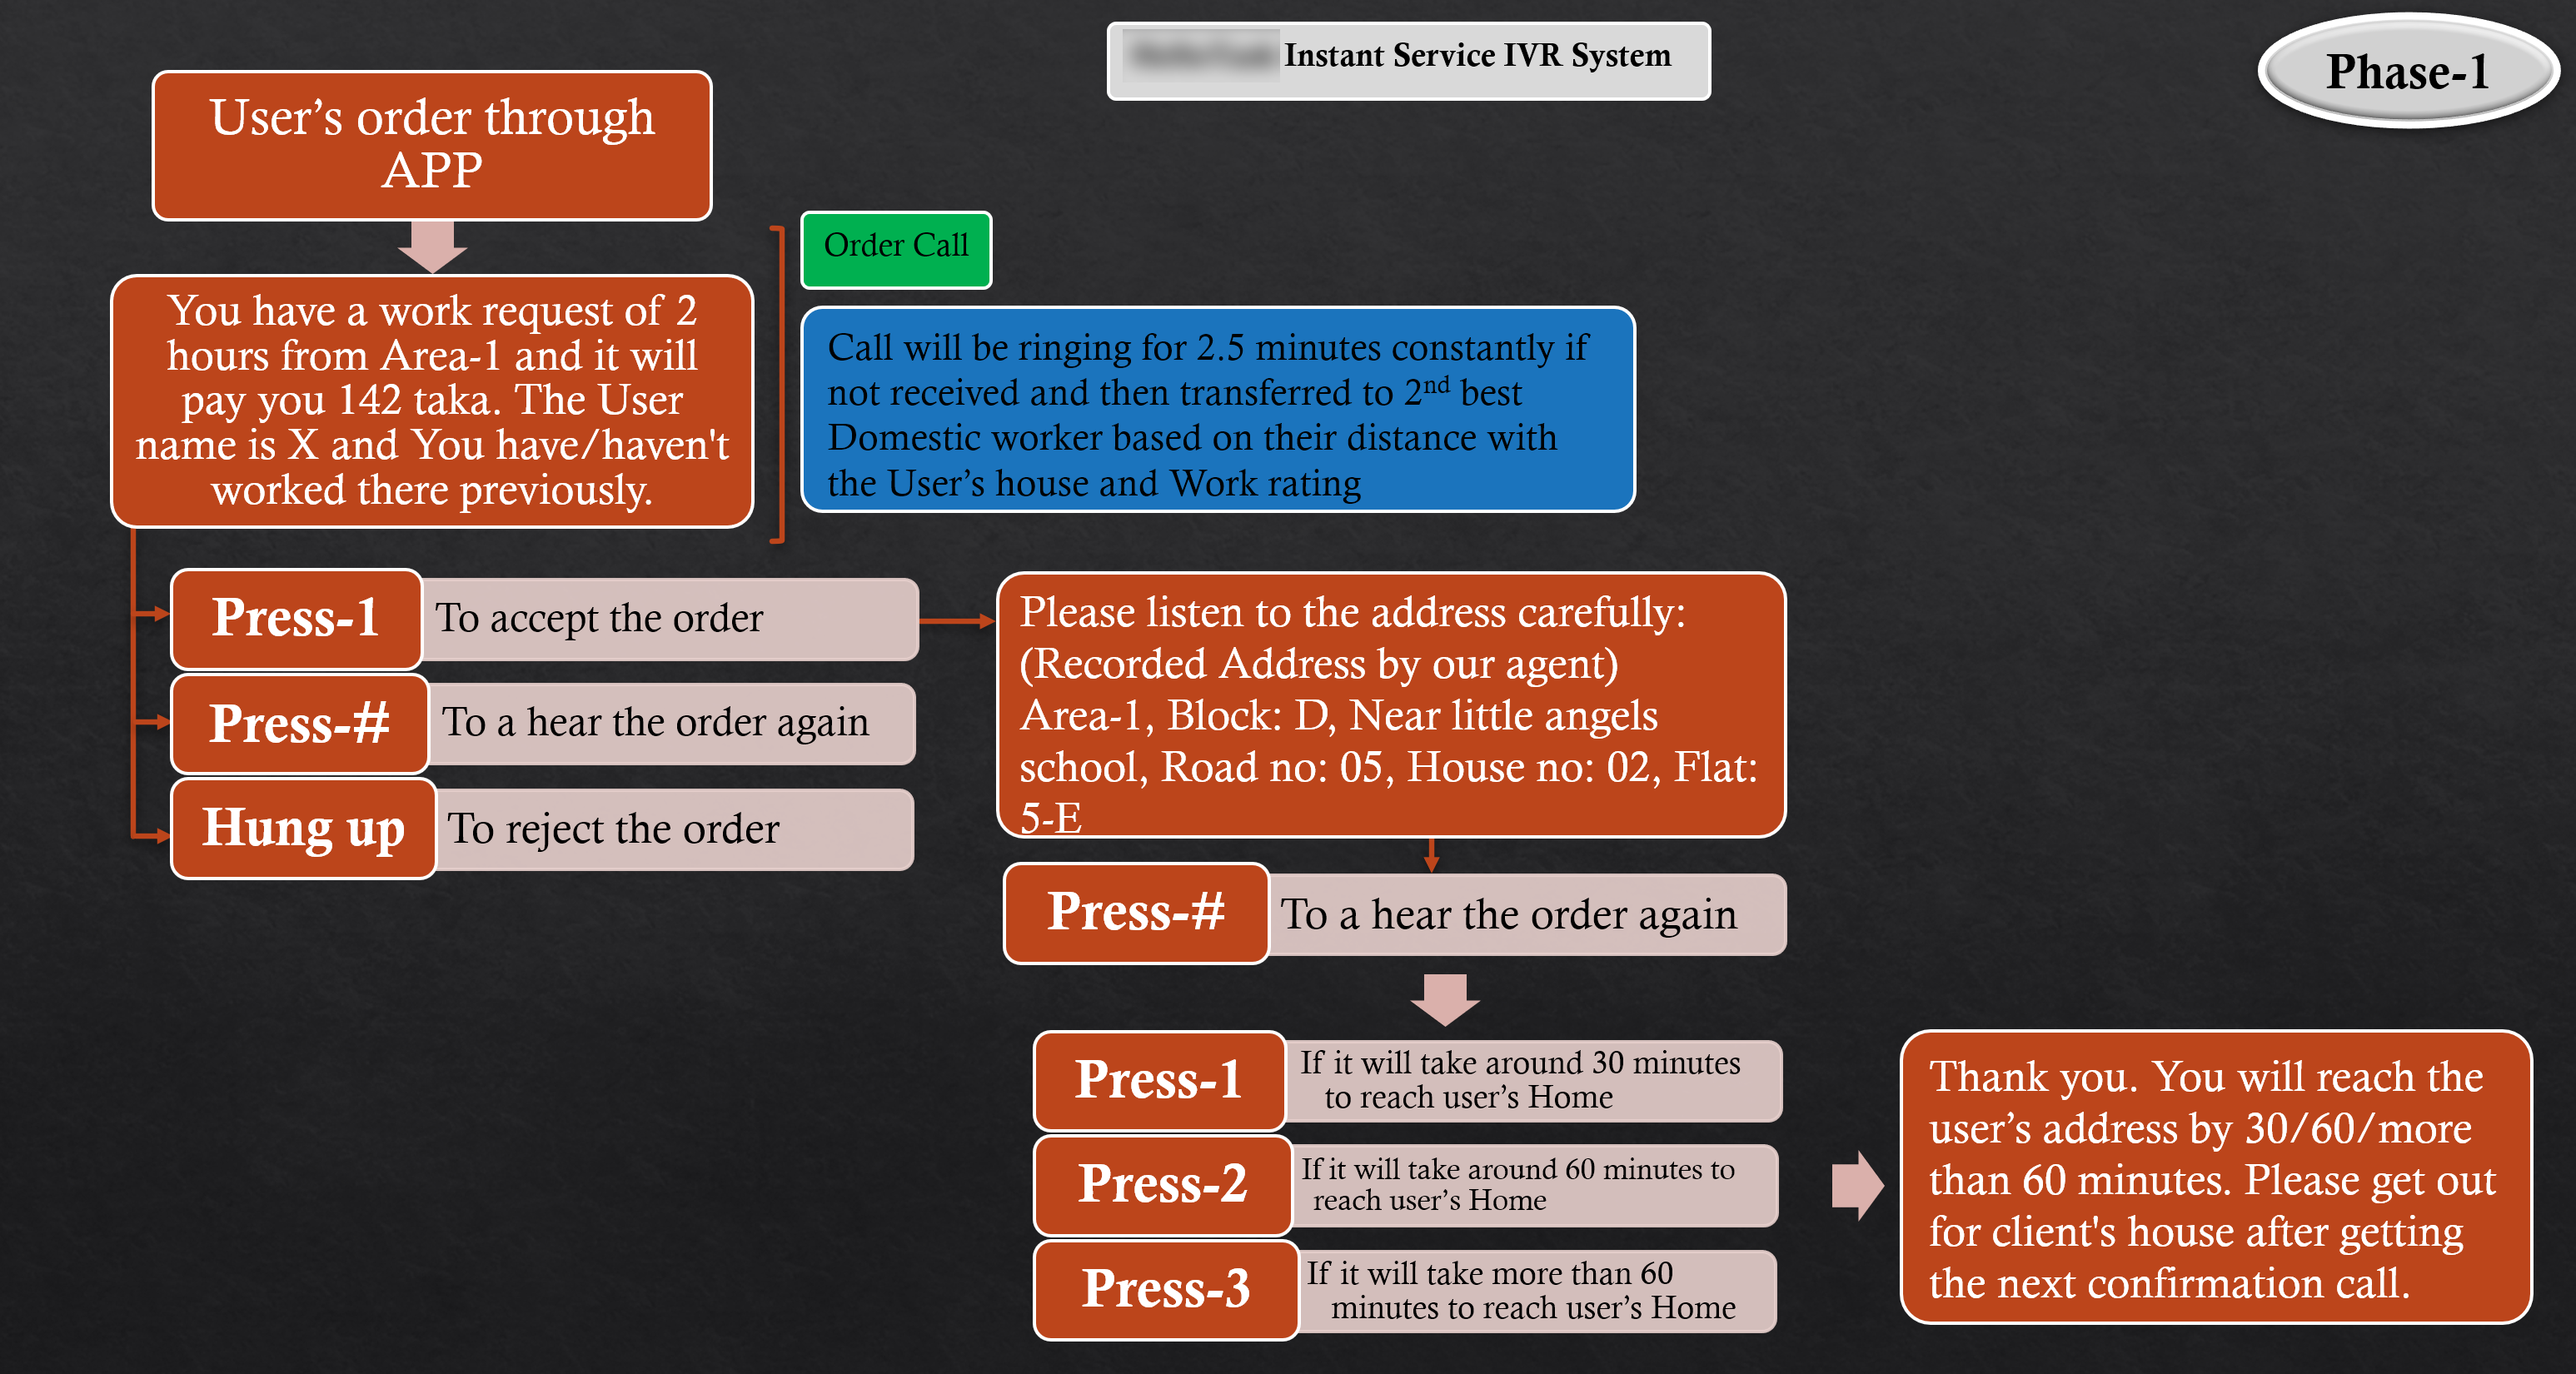 Instant Service IVR System
Phase-1
User’s order through
APP
Order Call
You have a work request of 2
hours from Area-1 and it will
pay you 142 taka. The User
name is X and You have/haven't
worked there previously.
Call will be ringing for 2.5 minutes constantly if
not received and then transferred to 2nd best
Domestic worker based on their distance with
the User’s house and Work rating
Press-1
To accept the order
Press-#
To a hear the order again
Hung up
To reject the order
Please listen to the address carefully:
(Recorded Address by our agent)
Area-1, Block: D, Near little angels
school, Road no: 05, House no: 02, Flat:
5-E
Press-#
To a hear the order again
Press-1
If it will take around 30 minutes
to reach user’s Home
Press-2
If it will take around 60 minutes to
reach user’s Home
Press-3
If it will take more than 60
minutes to reach user’s Home
Thank you. You will reach the
user’s address by 30/60/more
than 60 minutes. Please get out
for client's house after getting
the next confirmation call.